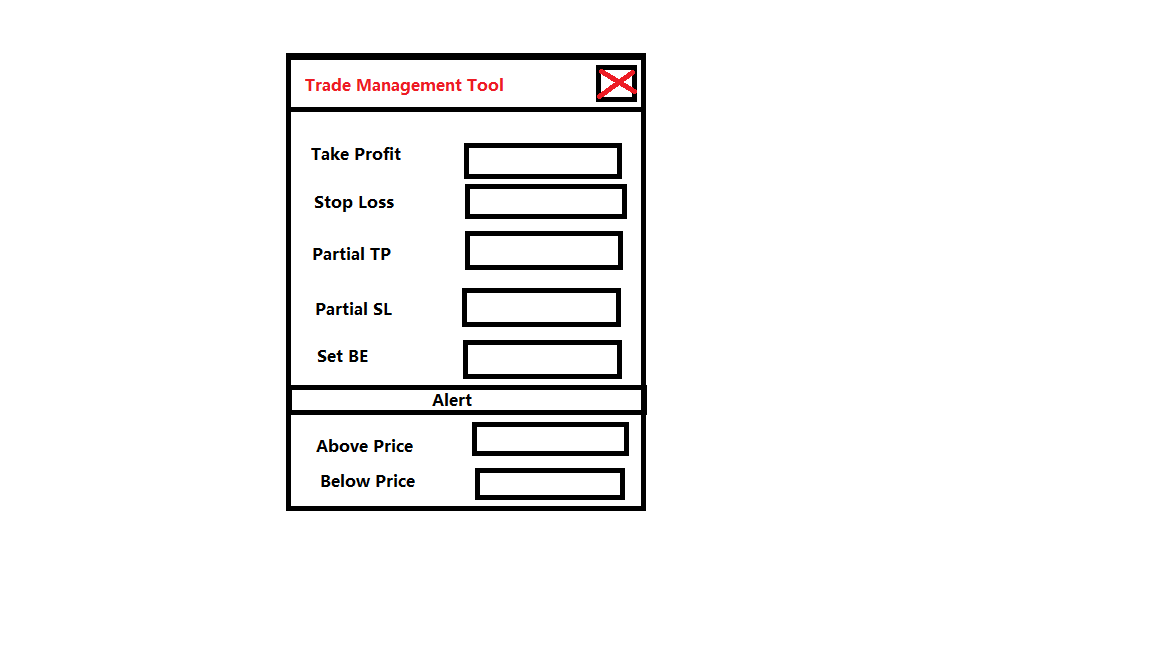 Trade Management Tool
Take Profit
Stop Loss
Partial TP
Partial SL
Set BE
Alert
Above Price
Below Price